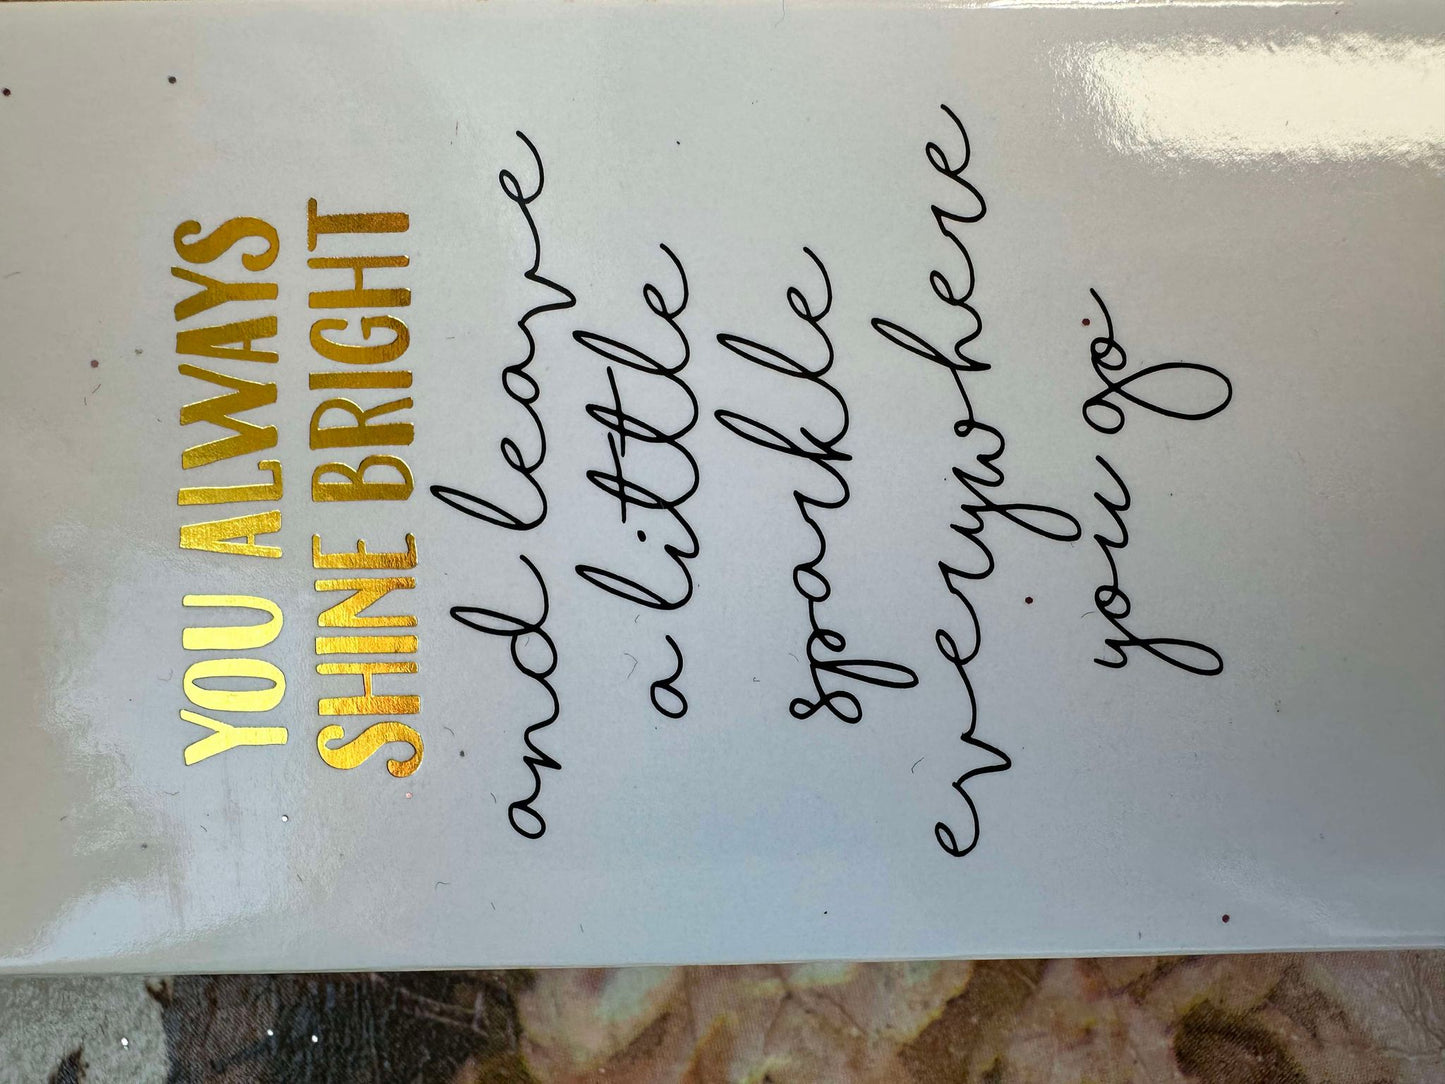 YOU ALWAYS
SHINE BRIGHT
and leave
a little
sparkle
everywhere
you go